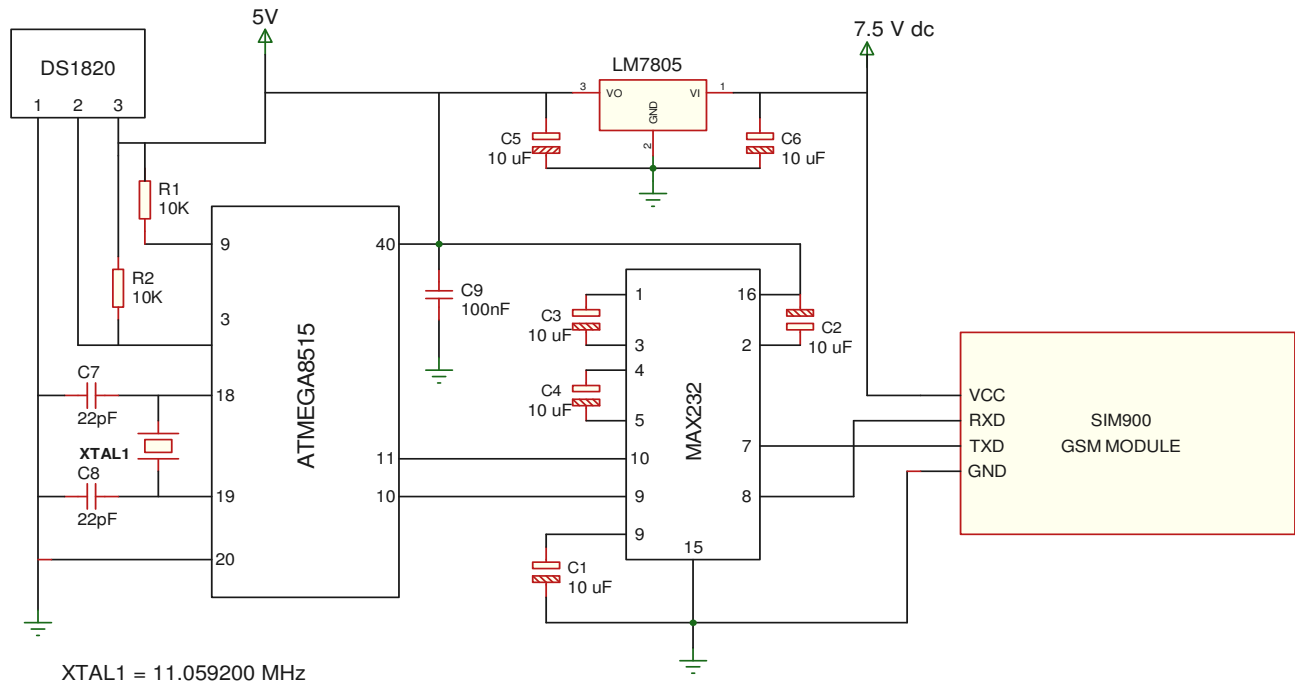 5V
7.5 V dc
DS1820
1 2 3
LM7805
3 VO VI 1
GND
2
C5
10 uF
C6
10 uF
R1
10K
R2
10K
9
3
18
19
20
40
11
10
ATMEGA8515
C9
100nF
C7
22pF
XTAL1
C8
22pF
C3
10 uF
C4
10 uF
C1
10 uF
C2
10 uF
1
3
4
5
10
9
9
16
2
7
8
15
MAX232
VCC
RXD
TXD
GND
SIM900
GSM MODULE
XTAL1 = 11.059200 MHz